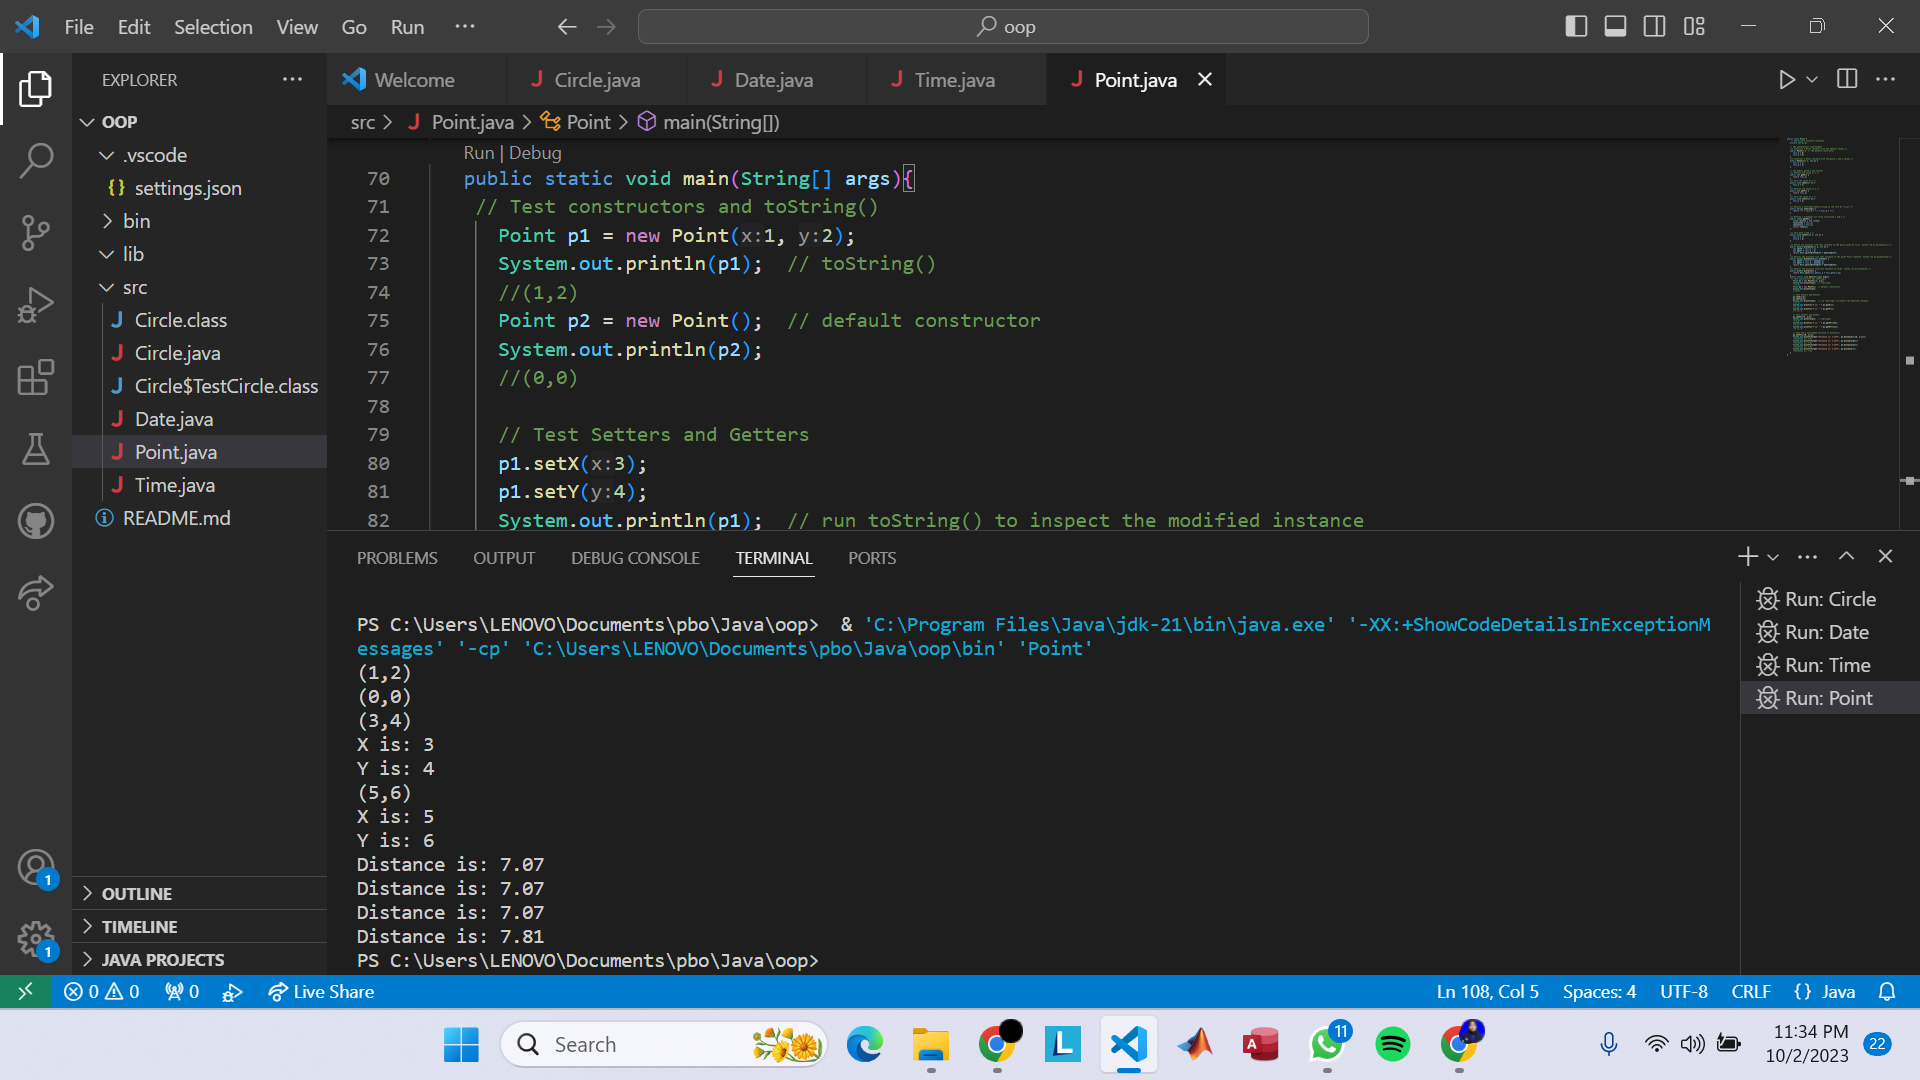 File Edit Selection View Go Run ···
oop
EXPLORER ···
Welcome Circle.java Date.java Time.java Point.java
src > Point.java > Point > main(String[])
OOP
.vscode
settings.json
bin
lib
src
Circle.class
Circle.java
Circle$TestCircle.class
Date.java
Point.java
Time.java
README.md
OUTLINE
TIMELINE
JAVA PROJECTS
Run | Debug
70 public static void main(String[] args){
71 // Test constructors and toString()
72 Point p1 = new Point(x:1, y:2);
73 System.out.println(p1); // toString()
74 //(1,2)
75 Point p2 = new Point(); // default constructor
76 System.out.println(p2);
77 //(0,0)
78
79 // Test Setters and Getters
80 p1.setX(x:3);
81 p1.setY(y:4);
82 System.out.println(p1); // run toString() to inspect the modified instance
PROBLEMS OUTPUT DEBUG CONSOLE TERMINAL PORTS
PS C:\Users\LENOVO\Documents\pbo\Java\oop> & 'C:\Program Files\Java\jdk-21\bin\java.exe' '-XX:+ShowCodeDetailsInExceptionM
essages' '-cp' 'C:\Users\LENOVO\Documents\pbo\Java\oop\bin' 'Point'
(1,2)
(0,0)
(3,4)
X is: 3
Y is: 4
(5,6)
X is: 5
Y is: 6
Distance is: 7.07
Distance is: 7.07
Distance is: 7.07
Distance is: 7.81
PS C:\Users\LENOVO\Documents\pbo\Java\oop>
Run: Circle
Run: Date
Run: Time
Run: Point
1
1
0 0 0 Live Share
Ln 108, Col 5 Spaces: 4 UTF-8 CRLF {} Java
Search
L
A
11
11:34 PM
10/2/2023
22